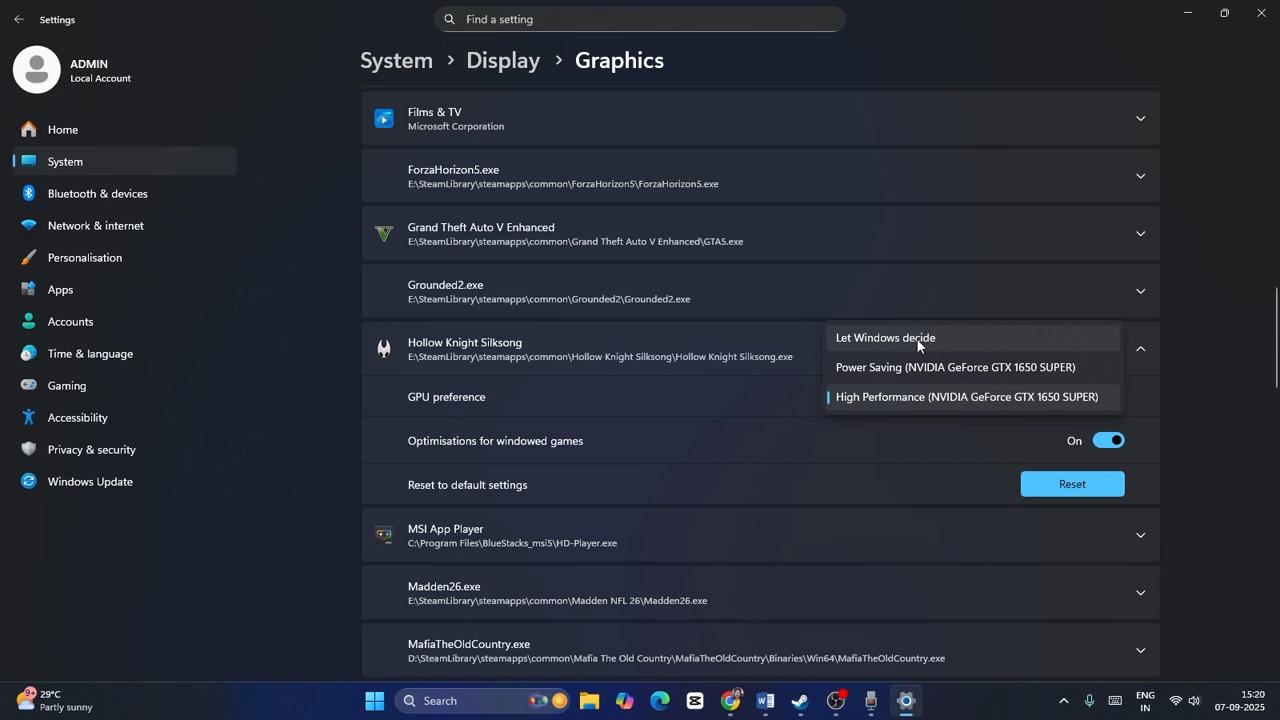 Settings
Find a setting
ADMIN
Local Account
Home
System
Bluetooth & devices
Network & internet
Personalisation
Apps
Accounts
Time & language
Gaming
Accessibility
Privacy & security
Windows Update
System > Display > Graphics
Films & TV
Microsoft Corporation
ForzaHorizon5.exe
E:\SteamLibrary\steamapps\common\ForzaHorizon5\ForzaHorizon5.exe
Grand Theft Auto V Enhanced
E:\SteamLibrary\steamapps\common\Grand Theft Auto V Enhanced\GTA5.exe
Grounded2.exe
E:\SteamLibrary\steamapps\common\Grounded2\Grounded2.exe
Hollow Knight Silksong
E:\SteamLibrary\steamapps\common\Hollow Knight Silksong\Hollow Knight Silksong.exe
Let Windows decide
Power Saving (NVIDIA GeForce GTX 1650 SUPER)
High Performance (NVIDIA GeForce GTX 1650 SUPER)
GPU preference
Optimisations for windowed games
On
Reset to default settings
Reset
MSI App Player
C:\Program Files\BlueStacks_msi5\HD-Player.exe
Madden26.exe
E:\SteamLibrary\steamapps\common\Madden NFL 26\Madden26.exe
MafiaTheOldCountry.exe
D:\SteamLibrary\steamapps\common\Mafia The Old Country\MafiaTheOldCountry\Binaries\Win64\MafiaTheOldCountry.exe
9+
29°C
Partly sunny
Search
ENG
IN
15:20
07-09-2025